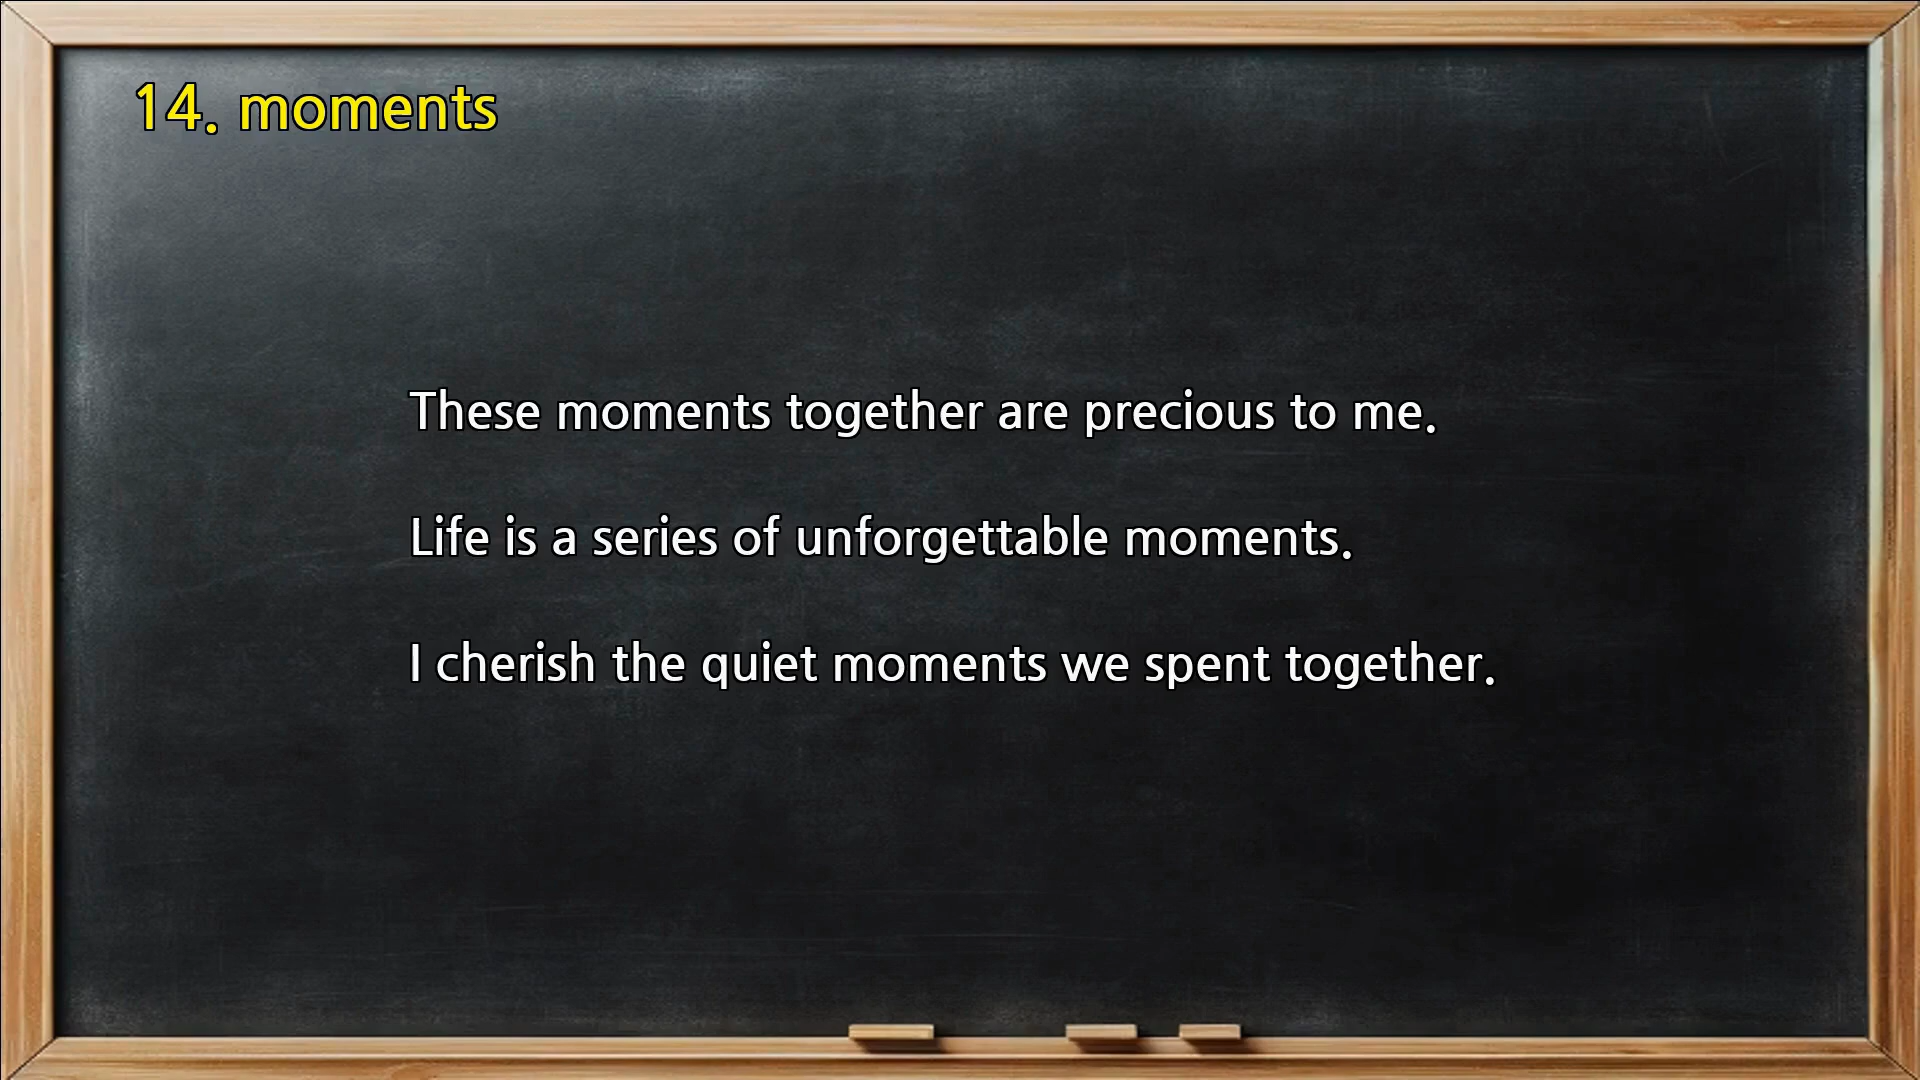 14. moments
These moments together are precious to me.
Life is a series of unforgettable moments.
I cherish the quiet moments we spent together.